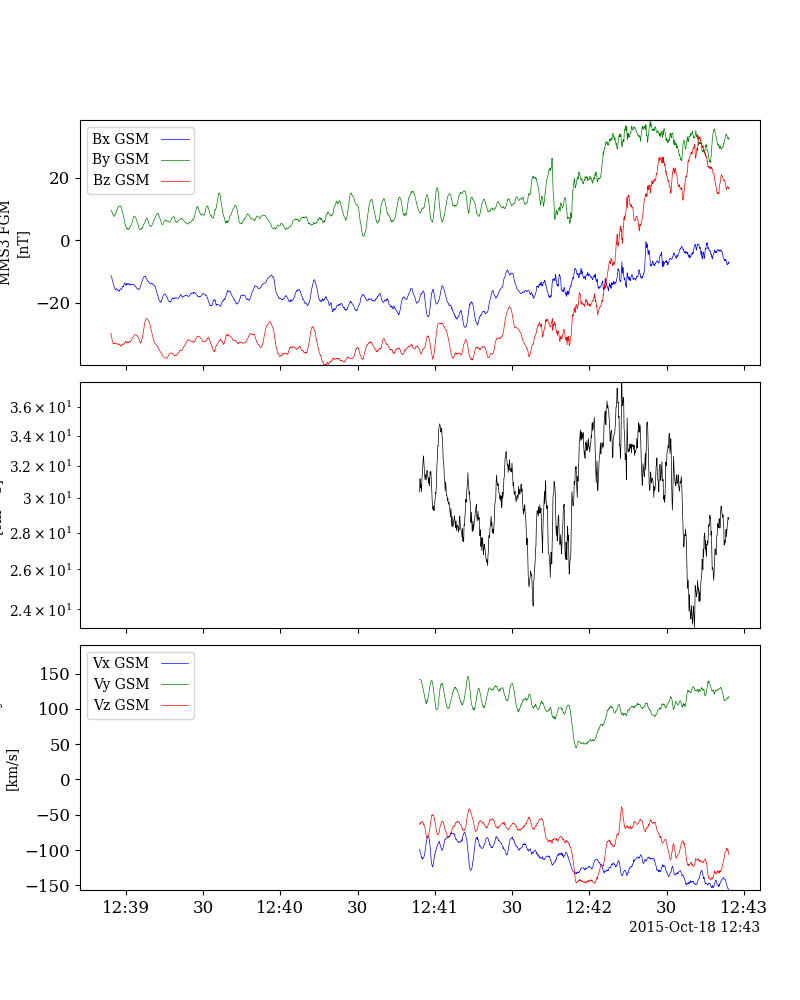 Bx GSM
By GSM
Bz GSM
20
0
−20
MMS3 FGM
[nT]
3.6 × 10¹
3.4 × 10¹
3.2 × 10¹
3 × 10¹
2.8 × 10¹
2.6 × 10¹
2.4 × 10¹
Vx GSM
Vy GSM
Vz GSM
150
100
50
0
−50
−100
−150
[km/s]
12:39 30 12:40 30 12:41 30 12:42 30 12:43
2015-Oct-18 12:43